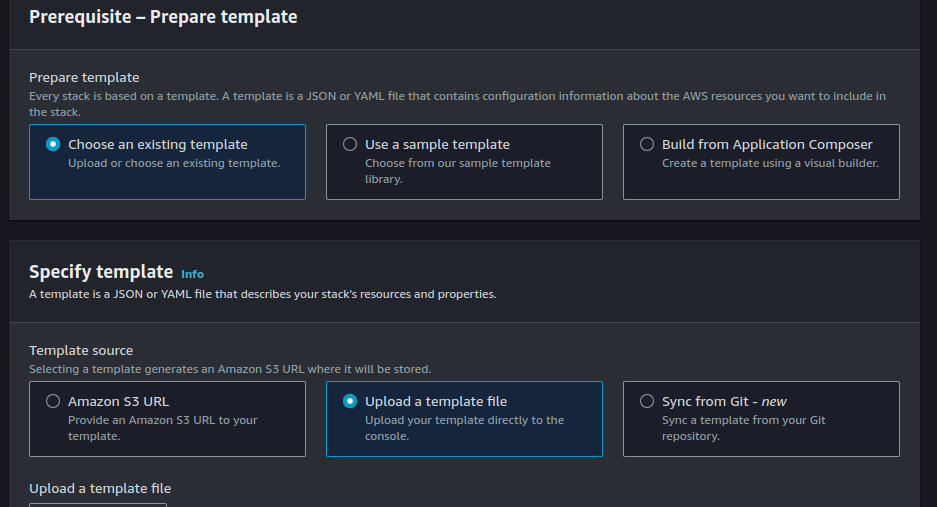 Prerequisite – Prepare template
Prepare template
Every stack is based on a template. A template is a JSON or YAML file that contains configuration information about the AWS resources you want to include in
the stack.
Choose an existing template
Upload or choose an existing template.
Use a sample template
Choose from our sample template
library.
Build from Application Composer
Create a template using a visual builder.
Specify template Info
A template is a JSON or YAML file that describes your stack's resources and properties.
Template source
Selecting a template generates an Amazon S3 URL where it will be stored.
Amazon S3 URL
Provide an Amazon S3 URL to your
template.
Upload a template file
Upload your template directly to the
console.
Sync from Git - new
Sync a template from your Git
repository.
Upload a template file